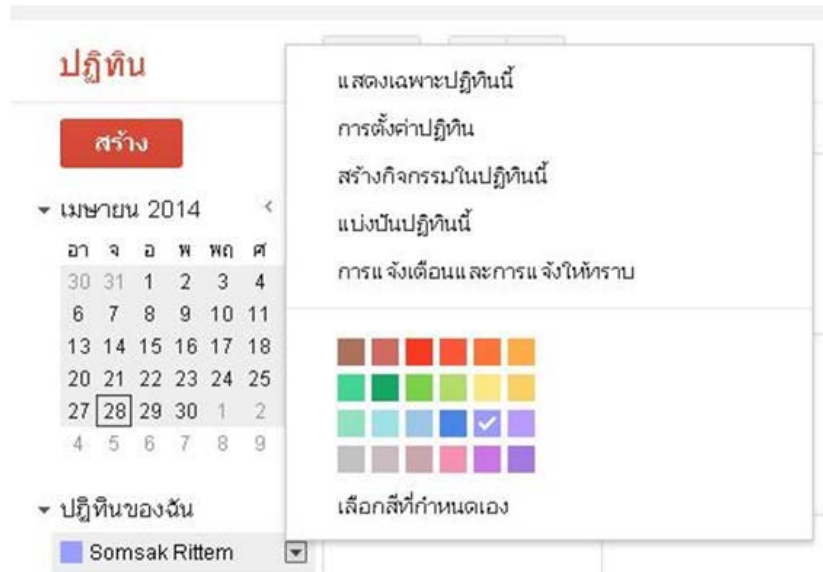 ปฏิทิน
สร้าง
เมษายน 2014 <
อา จ อ พ พฤ ศ
30 31 1 2 3 4
6 7 8 9 10 11
13 14 15 16 17 18
20 21 22 23 24 25
27 28 29 30 1 2
4 5 6 7 8 9
ปฏิทินของฉัน
Somsak Rittem
แสดงเฉพาะปฏิทินนี้
การตั้งค่าปฏิทิน
สร้างกิจกรรมในปฏิทินนี้
แบ่งปันปฏิทินนี้
การแจ้งเตือนและการแจ้งให้ทราบ
เลือกสีที่กำหนดเอง